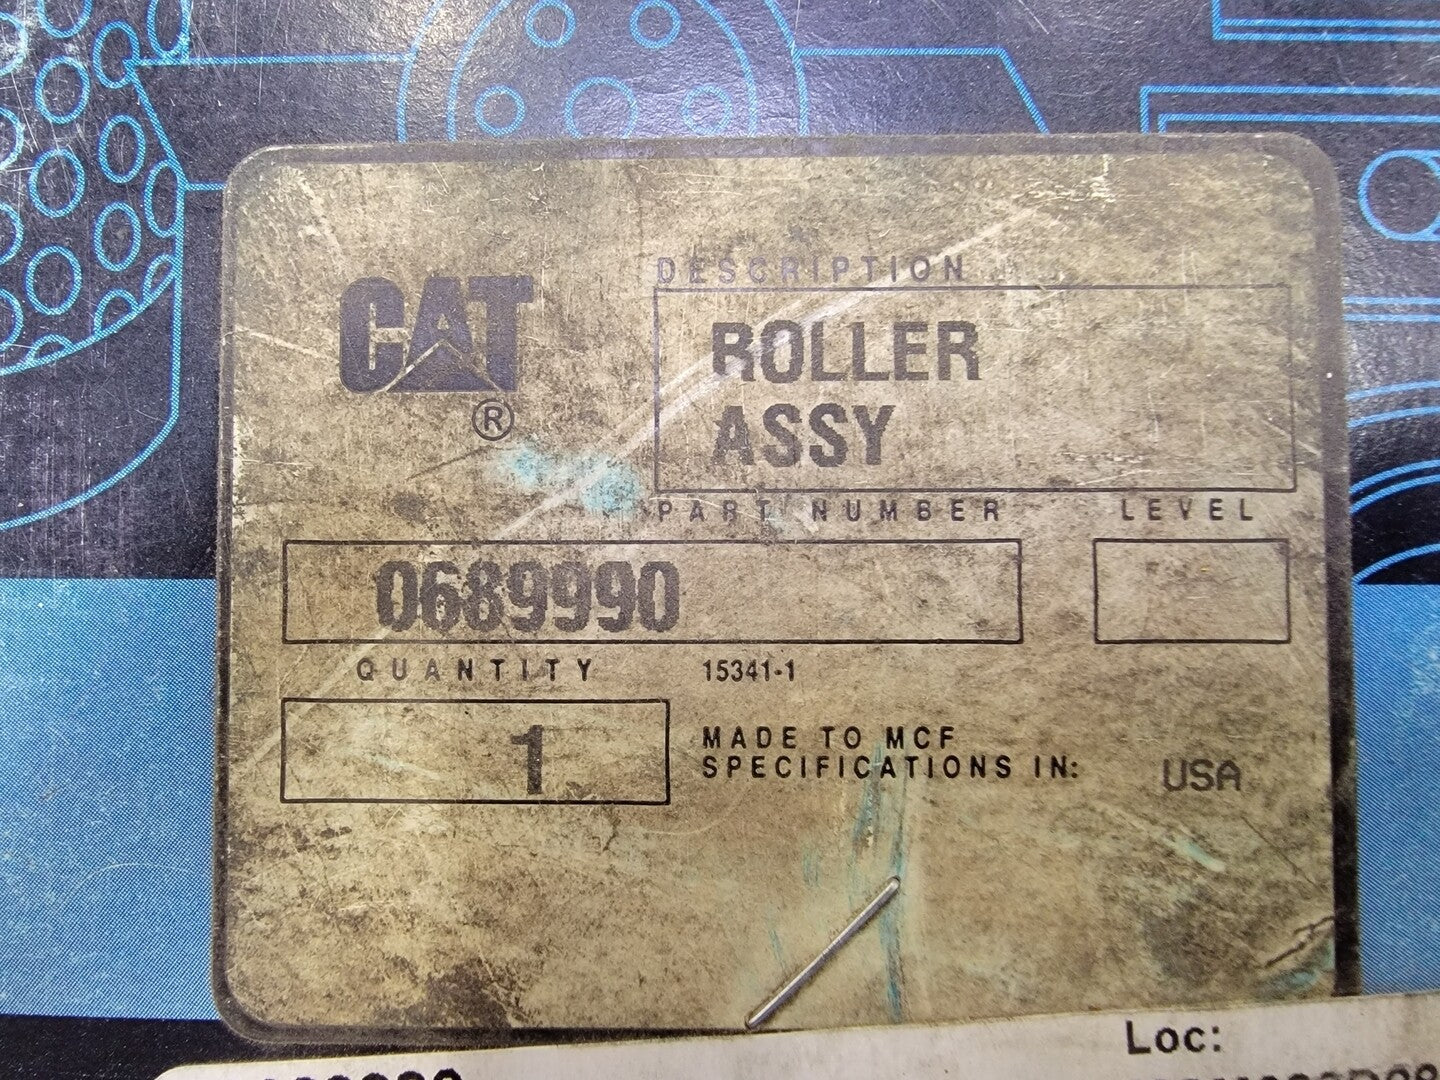 DESCRIPTION
CAT
®
ROLLER
ASSY
PART NUMBER
LEVEL
0689990
QUANTITY
15341-1
1
MADE TO MCF
SPECIFICATIONS IN:
USA
Loc: